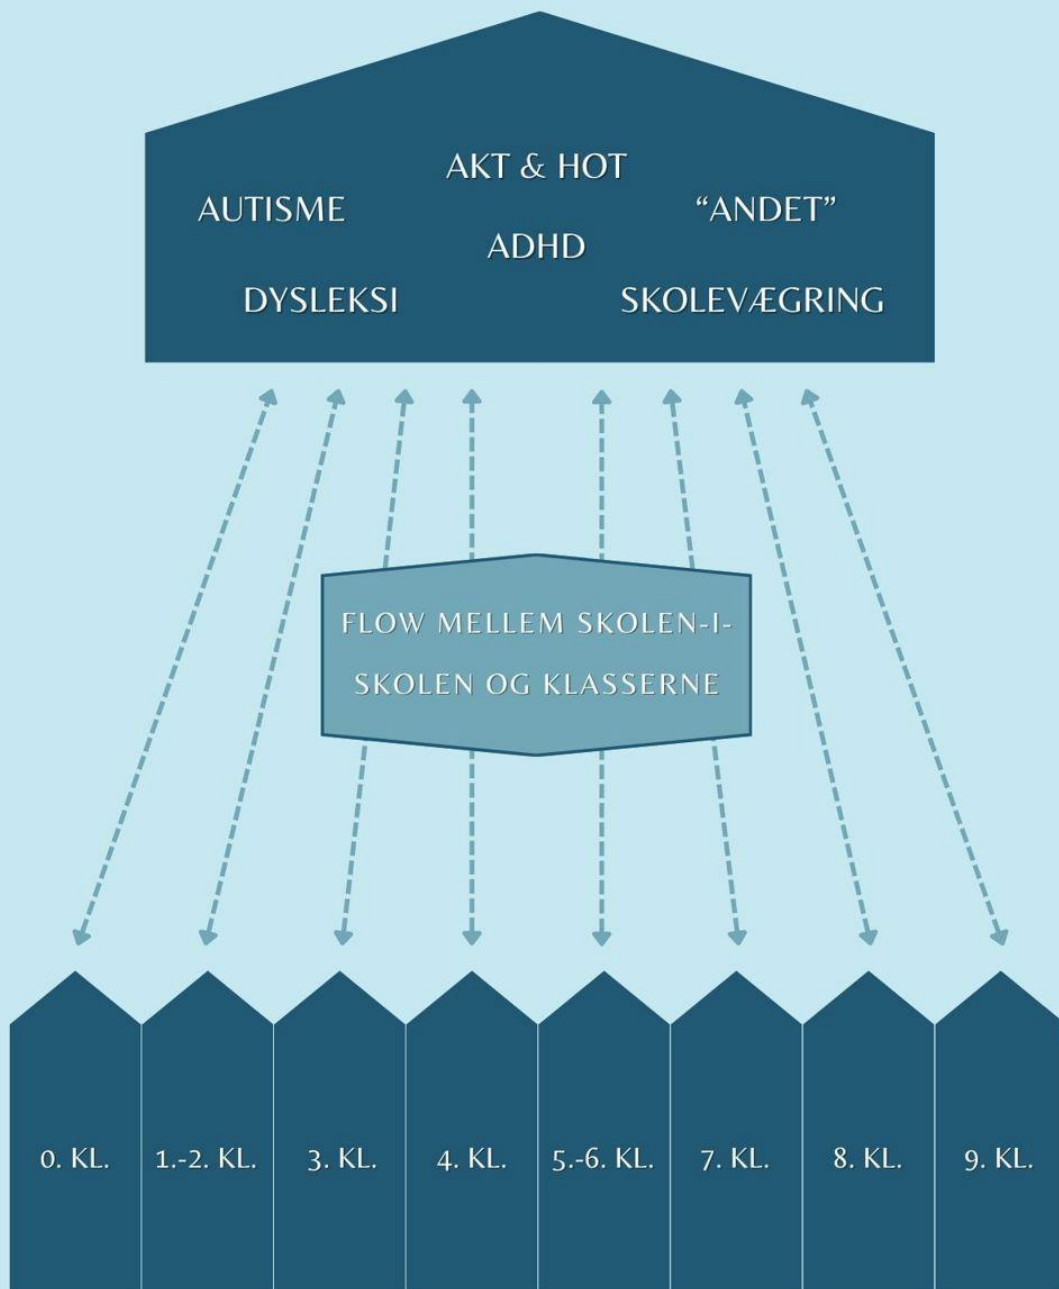 AKT & HOT
AUTISME
“ANDET”
ADHD
DYSLEKSI
SKOLEVÆGRING
FLOW MELLEM SKOLEN-I-
SKOLEN OG KLASSERNE
0. KL.
1.-2. KL.
3. KL.
4. KL.
5.-6. KL.
7. KL.
8. KL.
9. KL.